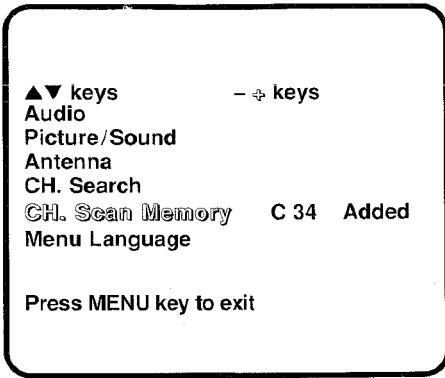 ▲▼ keys – + keys
Audio
Picture/Sound
Antenna
CH. Search
CH. Scan Memory C 34 Added
Menu Language
Press MENU key to exit